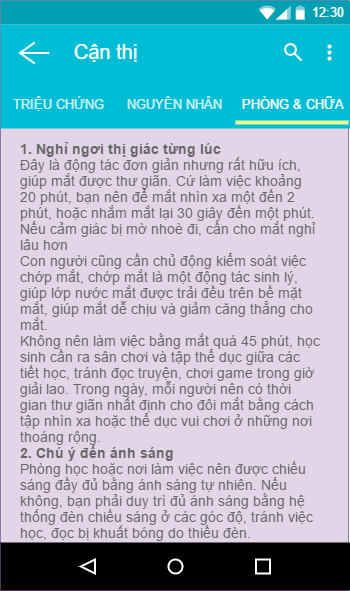 12:30
Cận thị
TRIỆU CHỨNG NGUYÊN NHÂN PHÒNG & CHỮA
1. Nghỉ ngơi thị giác từng lúc
Đây là động tác đơn giản nhưng rất hữu ích,
giúp mắt được thư giãn. Cứ làm việc khoảng
20 phút, bạn nên để mắt nhìn xa một đến 2
phút, hoặc nhắm mắt lại 30 giây đến một phút.
Nếu cảm giác bị mờ nhoè đi, cần cho mắt nghỉ
lâu hơn
Con người cũng cần chủ động kiểm soát việc
chớp mắt, chớp mắt là một động tác sinh lý,
giúp lớp nước mắt được trải đều trên bề mặt
mắt, giúp mắt dễ chịu và giảm căng thẳng cho
mắt.
Không nên làm việc bằng mắt quá 45 phút, học
sinh cần ra sân chơi và tập thể dục giữa các
tiết học, tránh đọc truyện, chơi game trong giờ
giải lao. Trong ngày, mỗi người nên có thời
gian thư giãn nhất định cho đôi mắt bằng cách
tập nhìn xa hoặc thể dục vui chơi ở những nơi
thoáng rộng.
2. Chú ý đến ánh sáng
Phòng học hoặc nơi làm việc nên được chiếu
sáng đầy đủ bằng ánh sáng tự nhiên. Nếu
không, bạn phải duy trì đủ ánh sáng bằng hệ
thống đèn chiếu sáng ở các góc độ, tránh việc
học, đọc bị khuất bóng do thiếu đèn.